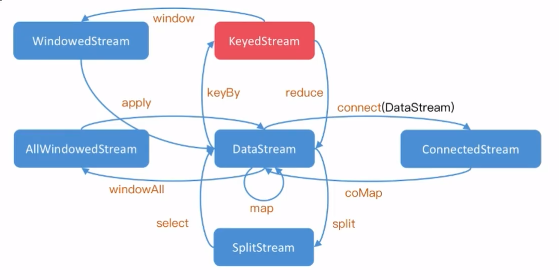 window
WindowedStream
KeyedStream
apply
keyBy
reduce
connect(DataStream)
AllWindowedStream
DataStream
ConnectedStream
windowAll
map
coMap
select
split
SplitStream